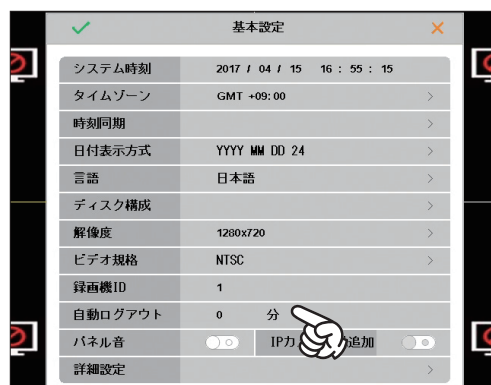 基本設定
システム時刻 2017 / 04 / 15 16 : 55 : 15
タイムゾーン GMT +09:00
時刻同期
日付表示方式 YYYY MM DD 24
言語 日本語
ディスク構成
解像度 1280x720
ビデオ規格 NTSC
録画機ID 1
自動ログアウト 0 分
パネル音 IPカ 追加
詳細設定